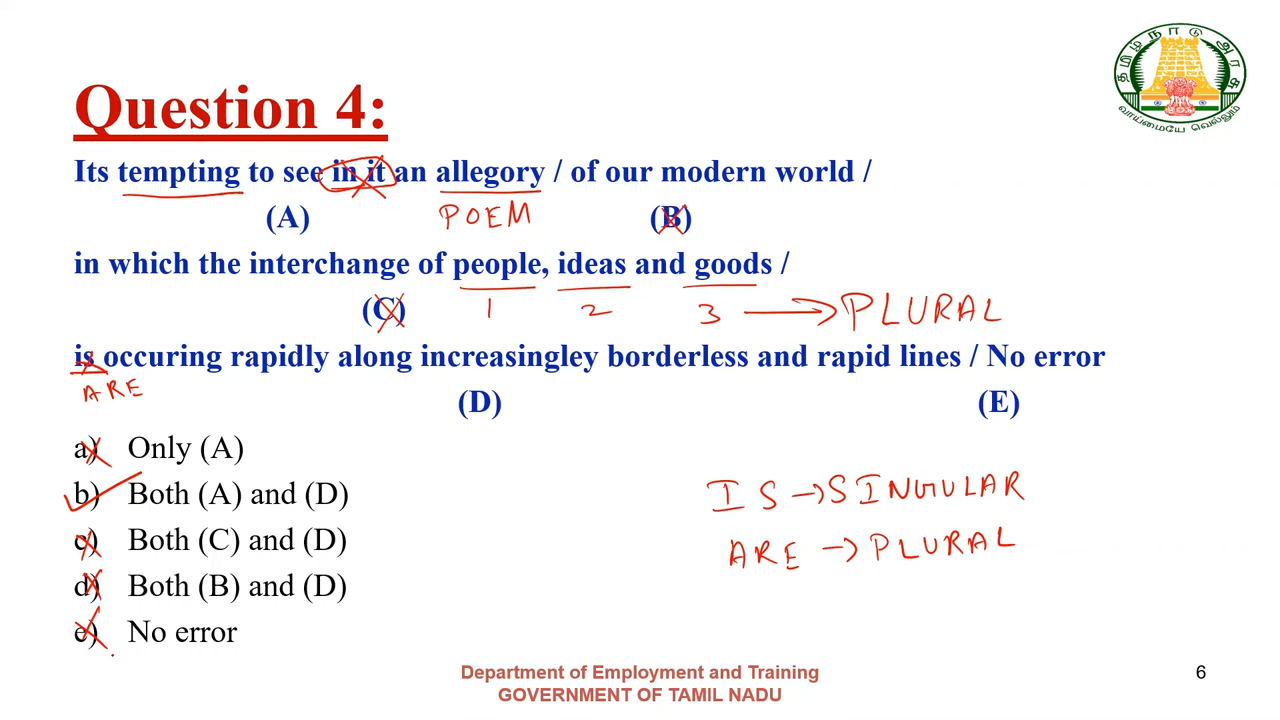 தமிழ்நாடு அரசு
வாய்மையே வெல்லும்
Question 4:
Its tempting to see in it an allegory / of our modern world /
(A) POEM (B)
in which the interchange of people, ideas and goods /
(C) 1 2 3 → PLURAL
is occuring rapidly along increasingley borderless and rapid lines / No error
ARE
(D) (E)
a) Only (A)
b) Both (A) and (D)
c) Both (C) and (D)
d) Both (B) and (D)
e) No error
IS → SINGULAR
ARE → PLURAL
Department of Employment and Training
GOVERNMENT OF TAMIL NADU
6